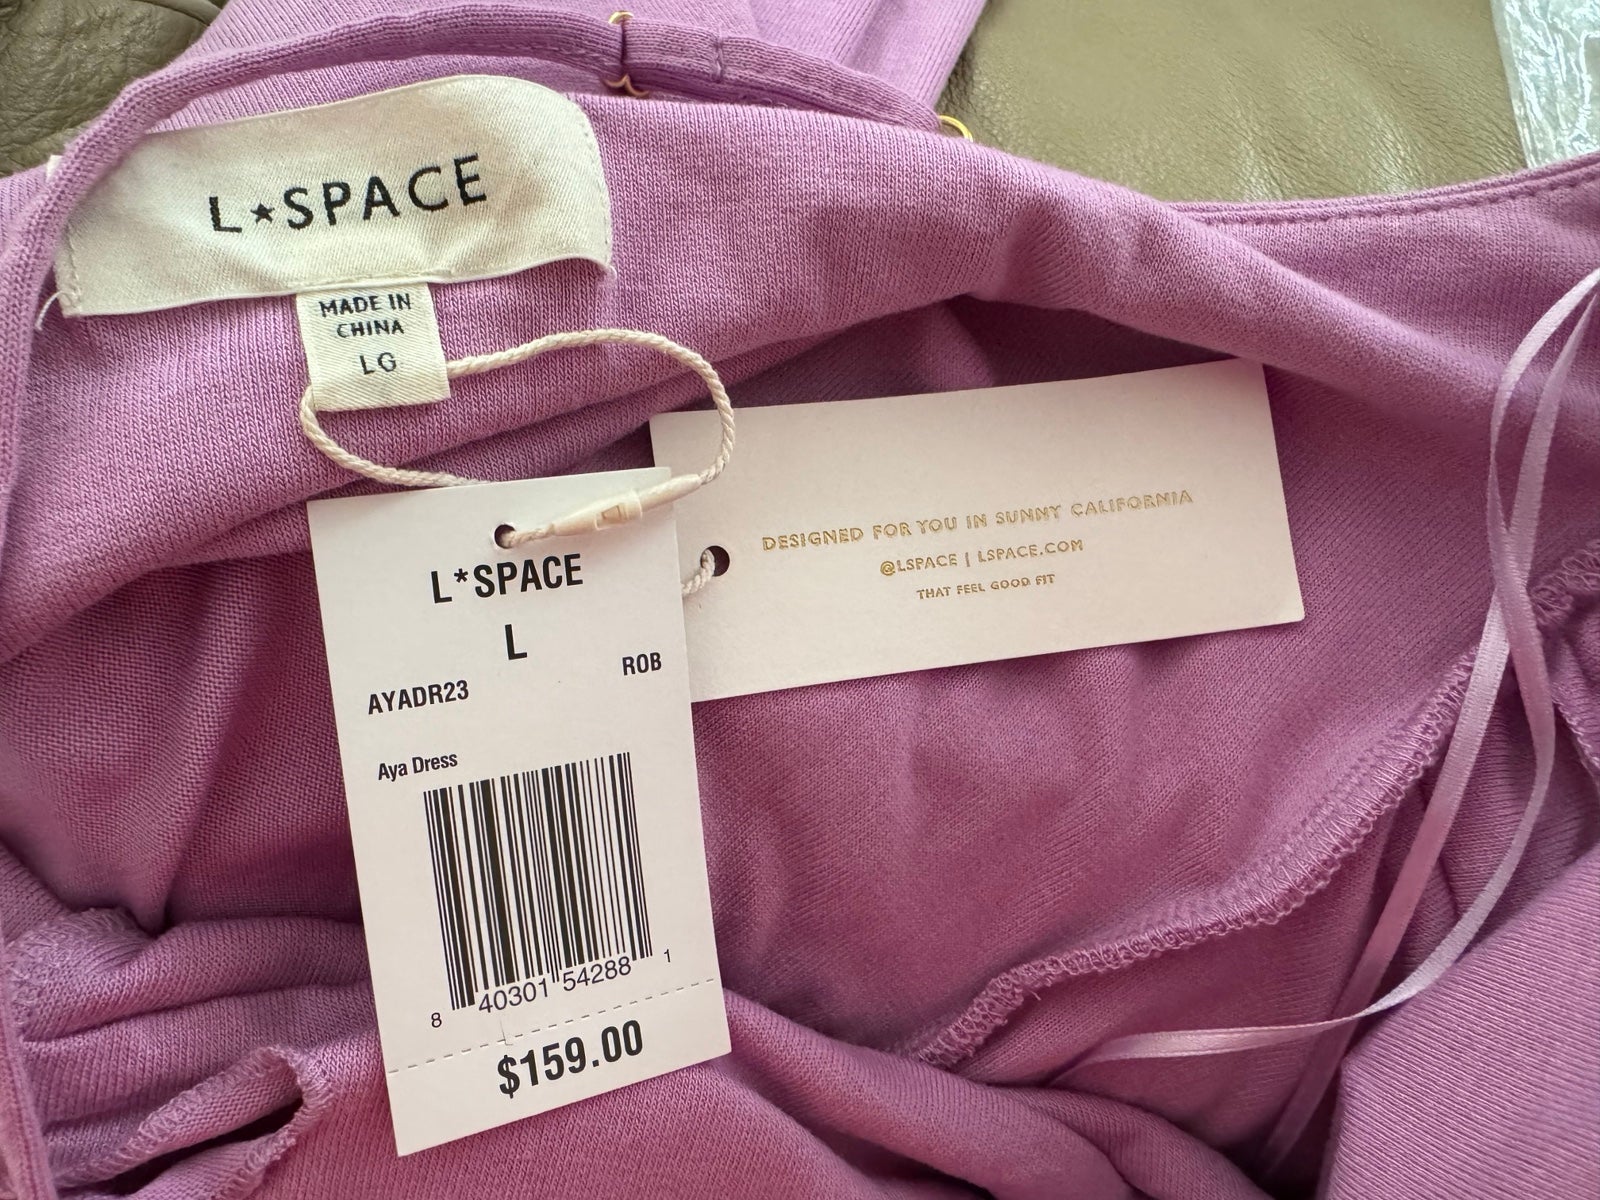 L★SPACE
MADE IN
CHINA
LG
L*SPACE
L
ROB
AYADR23
Aya Dress
8 40301 54288 1
$159.00
DESIGNED FOR YOU IN SUNNY CALIFORNIA
@LSPACE | LSPACE.COM
THAT FEEL GOOD FIT